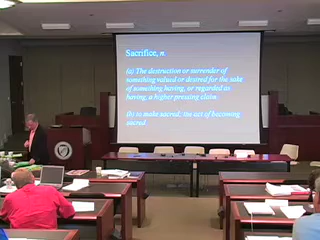 Sacrifice, n.
(a) The destruction or surrender of
something valued or desired for the sake
of something having, or regarded as
having, a higher pressing claim
(b) to make sacred; the act of becoming
sacred.